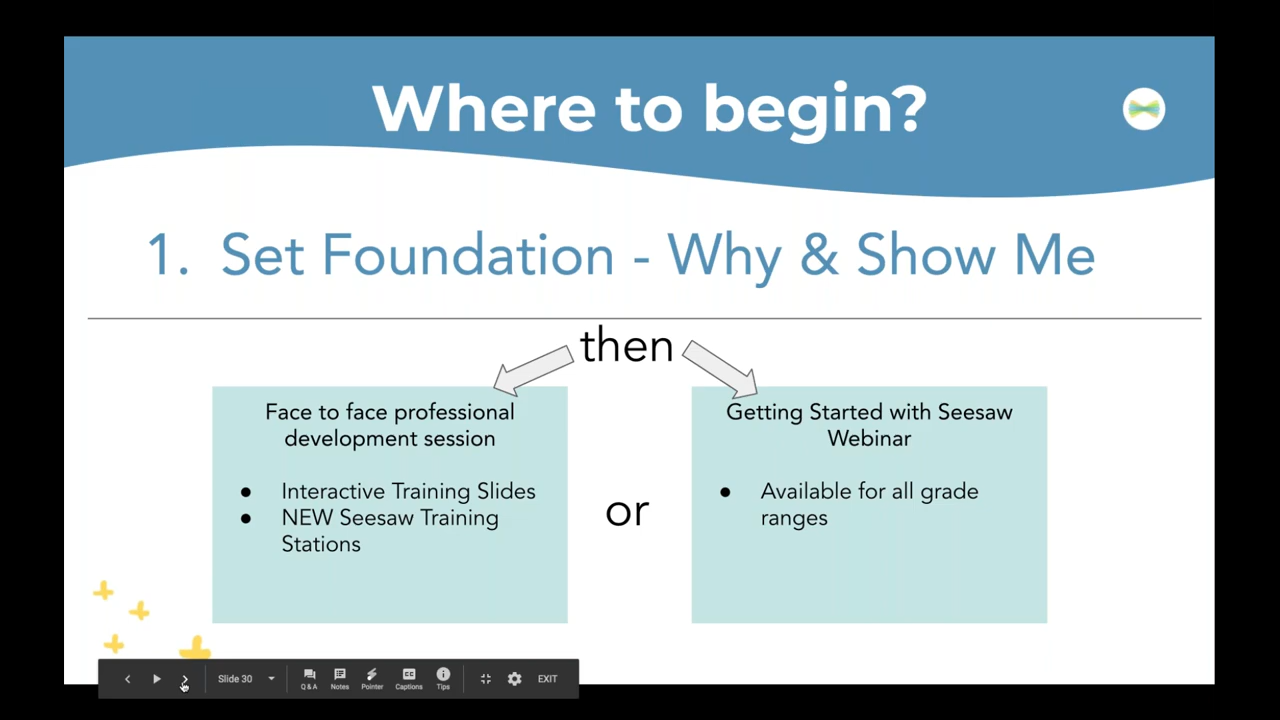 Where to begin?
1. Set Foundation - Why & Show Me
then
Face to face professional
development session
● Interactive Training Slides
● NEW Seesaw Training
Stations
or
Getting Started with Seesaw
Webinar
● Available for all grade
ranges
Slide 30
Q & A
Notes
Pointer
CC
Captions
Tips
EXIT